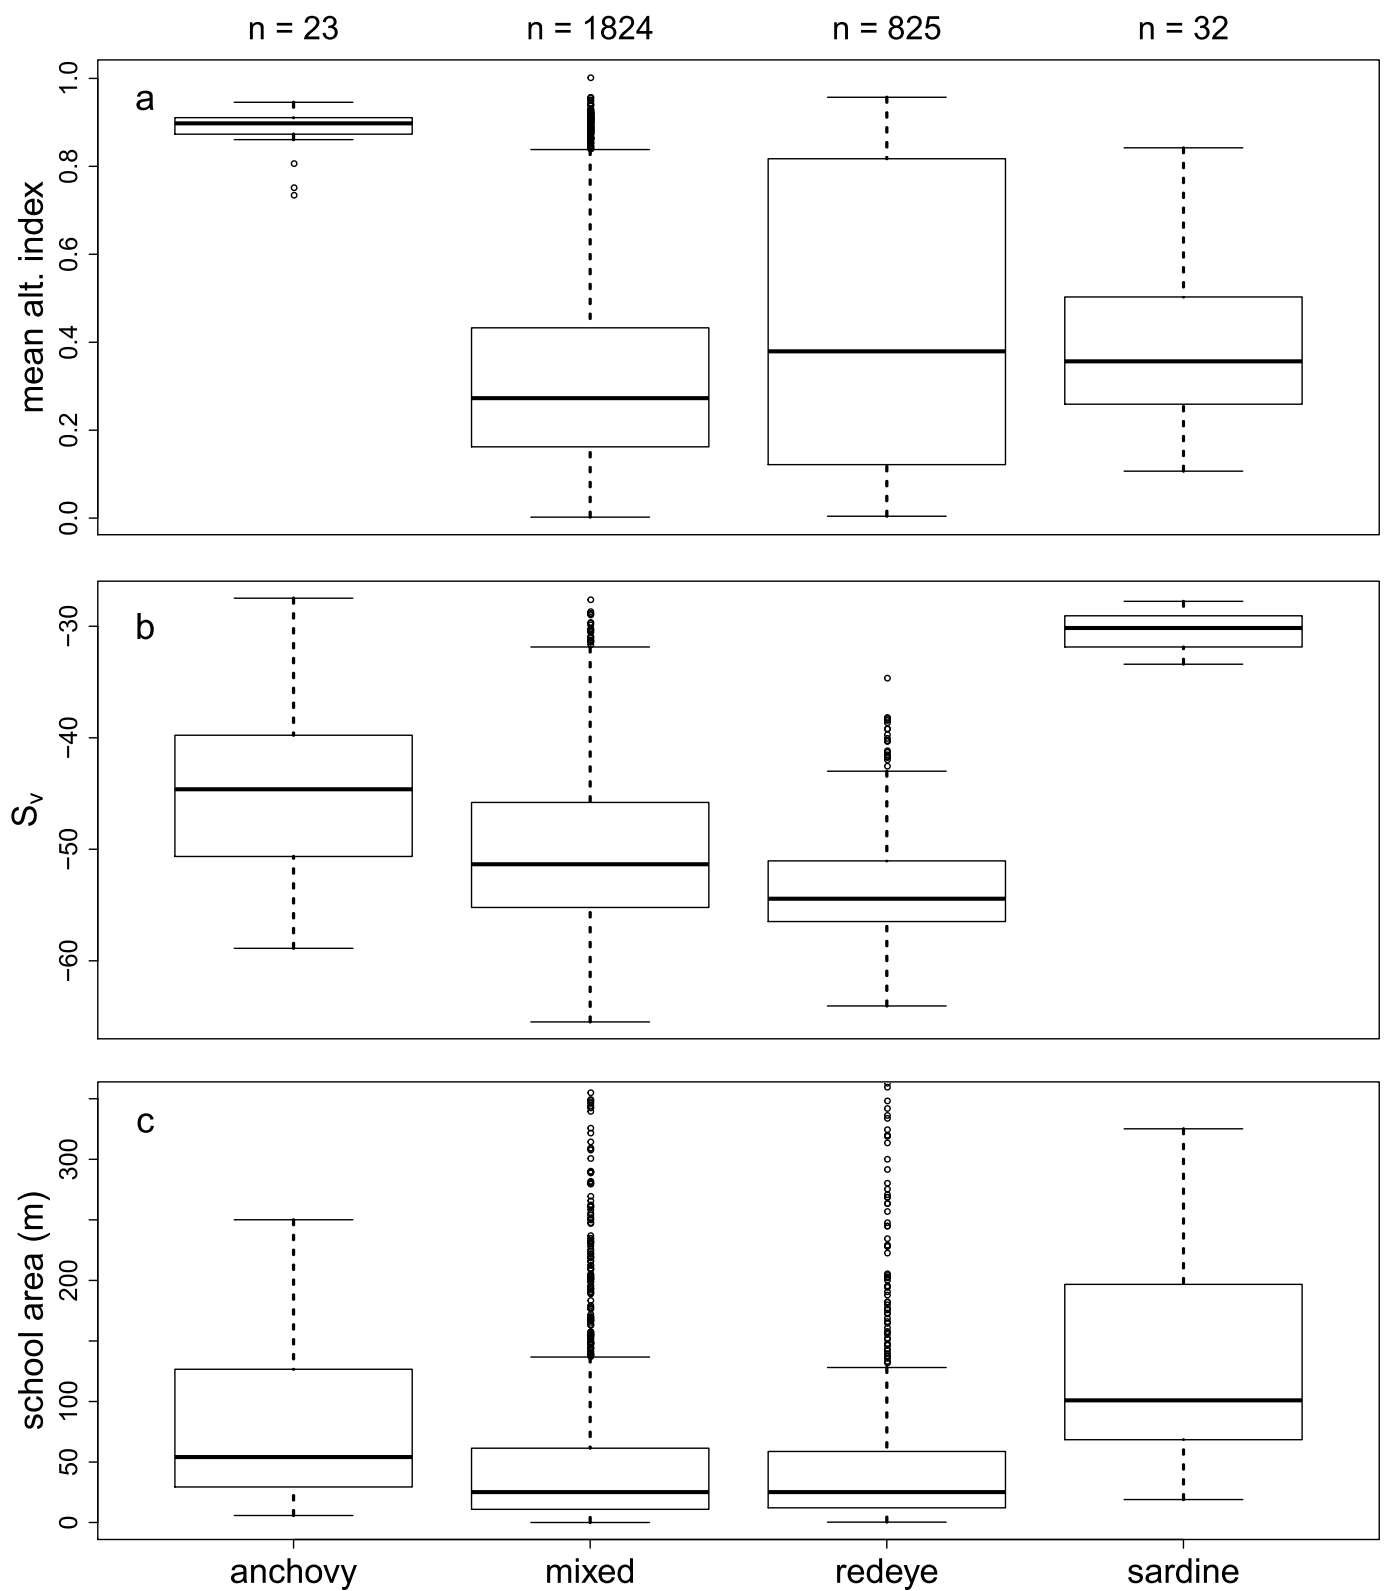 n = 23 n = 1824 n = 825 n = 32
a
mean alt. index
1.0
0.8
0.6
0.4
0.2
0.0
b
S_v
−30
−40
−50
−60
c
school area (m)
300
200
100
50
0
anchovy mixed redeye sardine